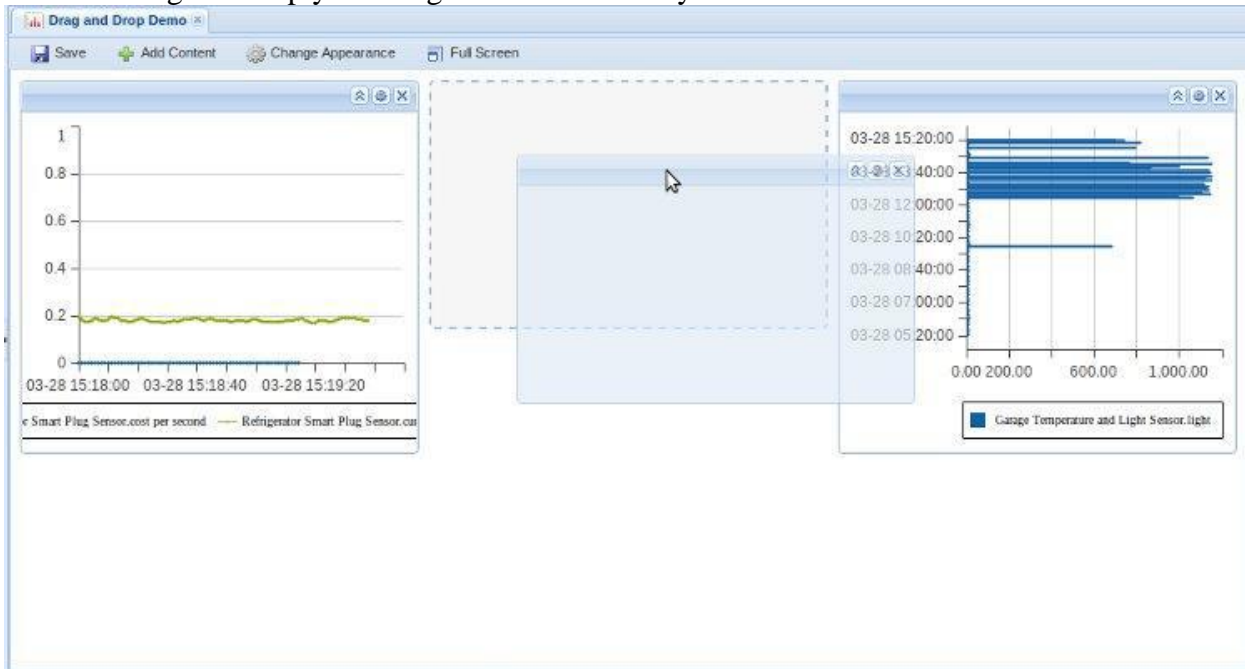 Drag and Drop Demo
Save Add Content Change Appearance Full Screen
1
0.8
0.6
0.4
0.2
0
03-28 15:18:00 03-28 15:18:40 03-28 15:19:20
Smart Plug Sensor.cost per second Refrigerator Smart Plug Sensor.cur
03-28 15:20:00
40:00
03-28 12:00:00
03-28 10:20:00
03-28 08:40:00
03-28 07:00:00
03-28 05:20:00
0.00 200.00 600.00 1,000.00
Garage Temperature and Light Sensor.light